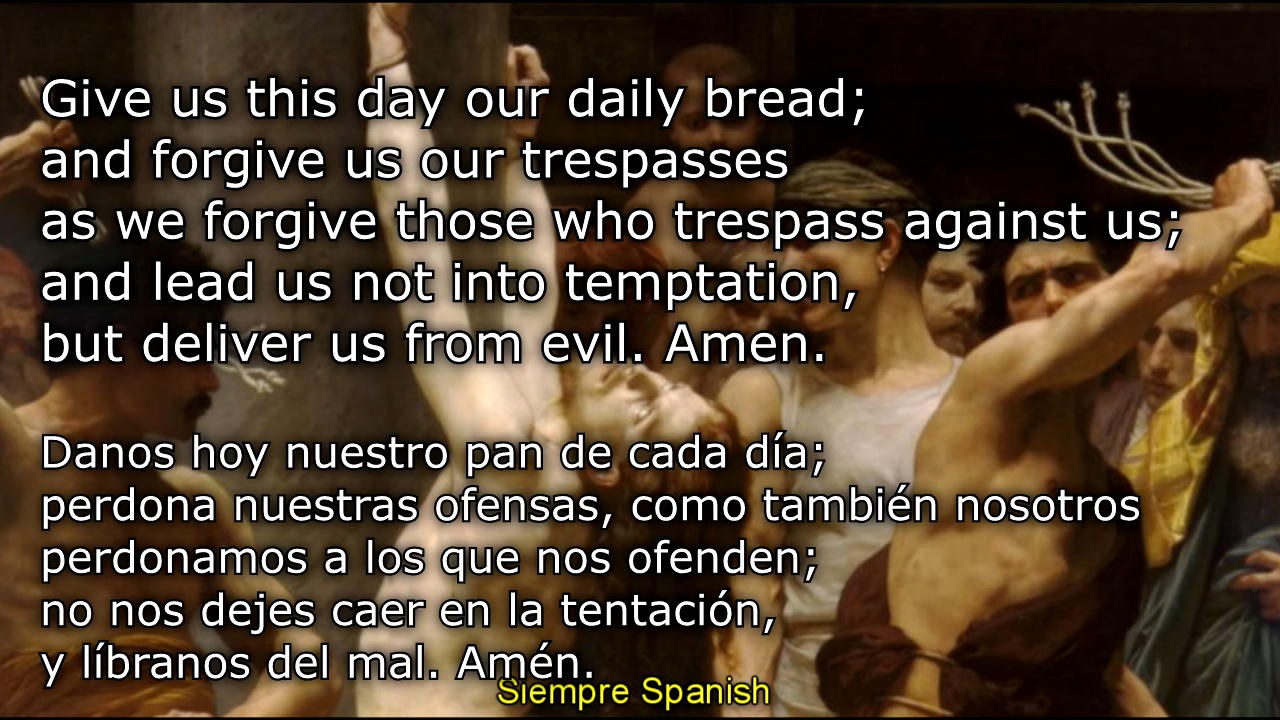 Give us this day our daily bread;
and forgive us our trespasses
as we forgive those who trespass against us;
and lead us not into temptation,
but deliver us from evil. Amen.
Danos hoy nuestro pan de cada día;
perdona nuestras ofensas, como también nosotros
perdonamos a los que nos ofenden;
no nos dejes caer en la tentación,
y líbranos del mal. Amén.
Siempre Spanish